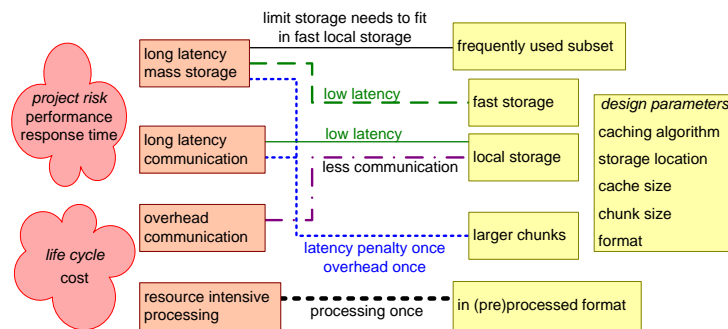 limit storage needs to fit
in fast local storage
long latency
mass storage
frequently used subset
project risk
performance
response time
low latency
fast storage
design parameters
caching algorithm
storage location
cache size
chunk size
format
long latency
communication
low latency
less communication
local storage
overhead
communication
life cycle
cost
latency penalty once
overhead once
larger chunks
resource intensive
processing
processing once
in (pre)processed format